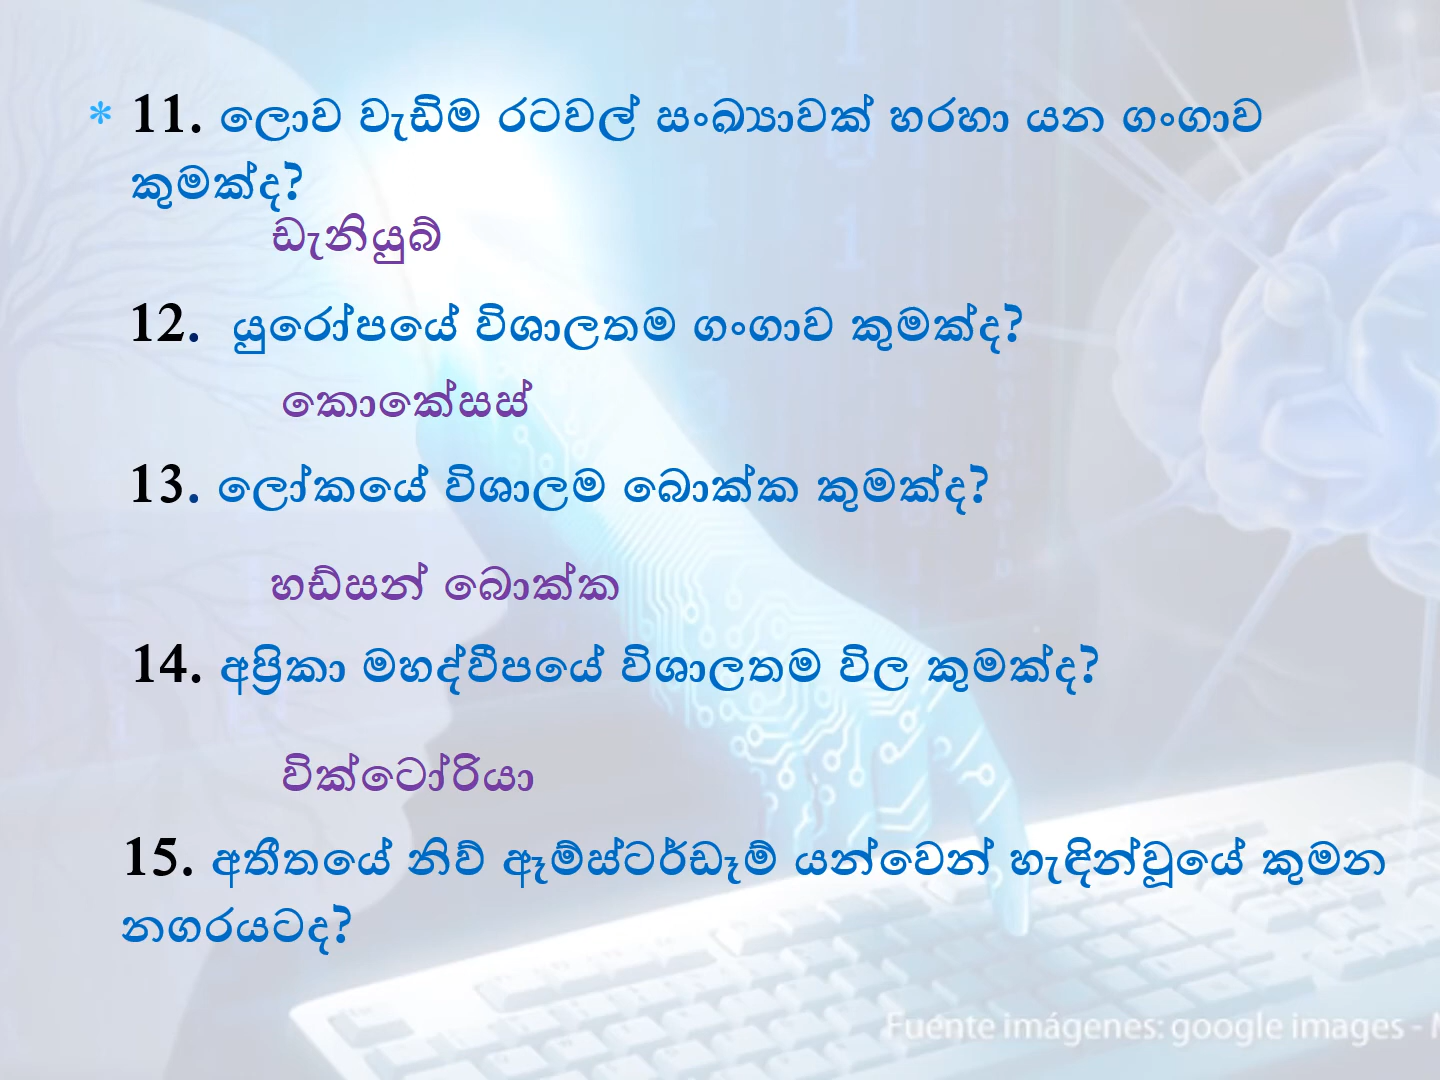 * 11. ලොව වැඩිම රටවල් සංඛ්‍යාවක් හරහා යන ගංගාව
කුමක්ද?
ඩැනියුබ්
12. යුරෝපයේ විශාලතම ගංගාව කුමක්ද?
කොකේසස්
13. ලෝකයේ විශාලම බොක්ක කුමක්ද?
හඩ්සන් බොක්ක
14. අප්‍රිකා මහද්වීපයේ විශාලතම විල කුමක්ද?
වික්ටෝරියා
15. අතීතයේ නිව් ඈම්ස්ටර්ඩෑම් යන්වෙන් හැඳින්වූයේ කුමන
නගරයටද?
Fuente imágenes: google images -